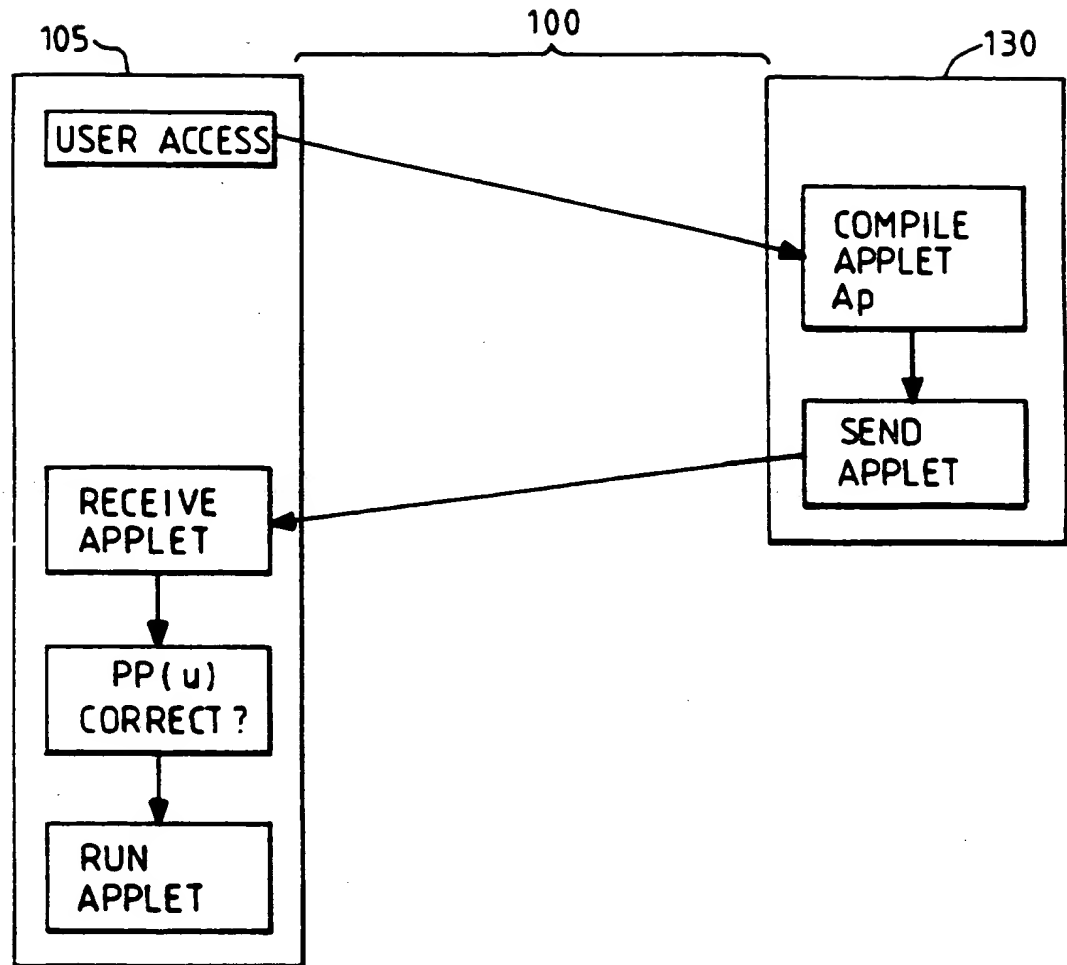 105
100
130
USER ACCESS
COMPILE
APPLET
Ap
SEND
APPLET
RECEIVE
APPLET
PP(u)
CORRECT?
RUN
APPLET